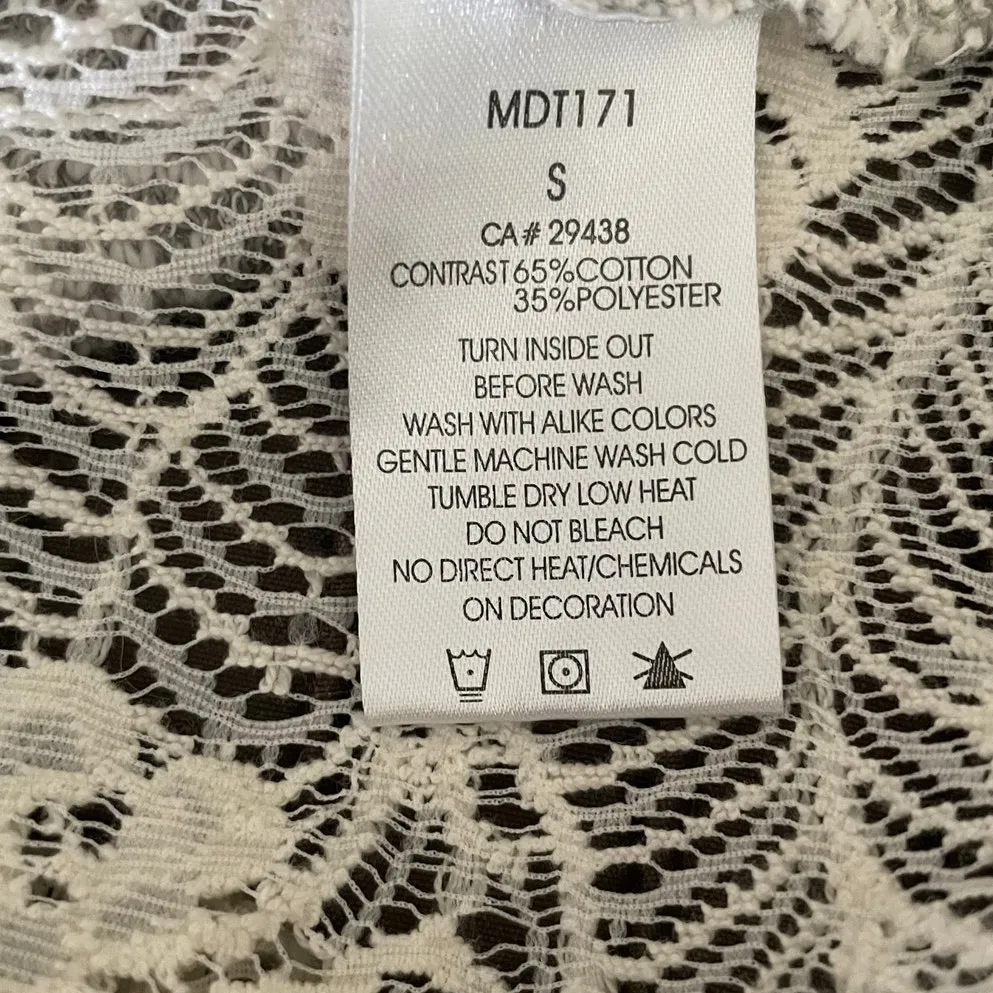 MDT171
S
CA# 29438
CONTRAST 65%COTTON
35%POLYESTER
TURN INSIDE OUT
BEFORE WASH
WASH WITH ALIKE COLORS
GENTLE MACHINE WASH COLD
TUMBLE DRY LOW HEAT
DO NOT BLEACH
NO DIRECT HEAT/CHEMICALS
ON DECORATION